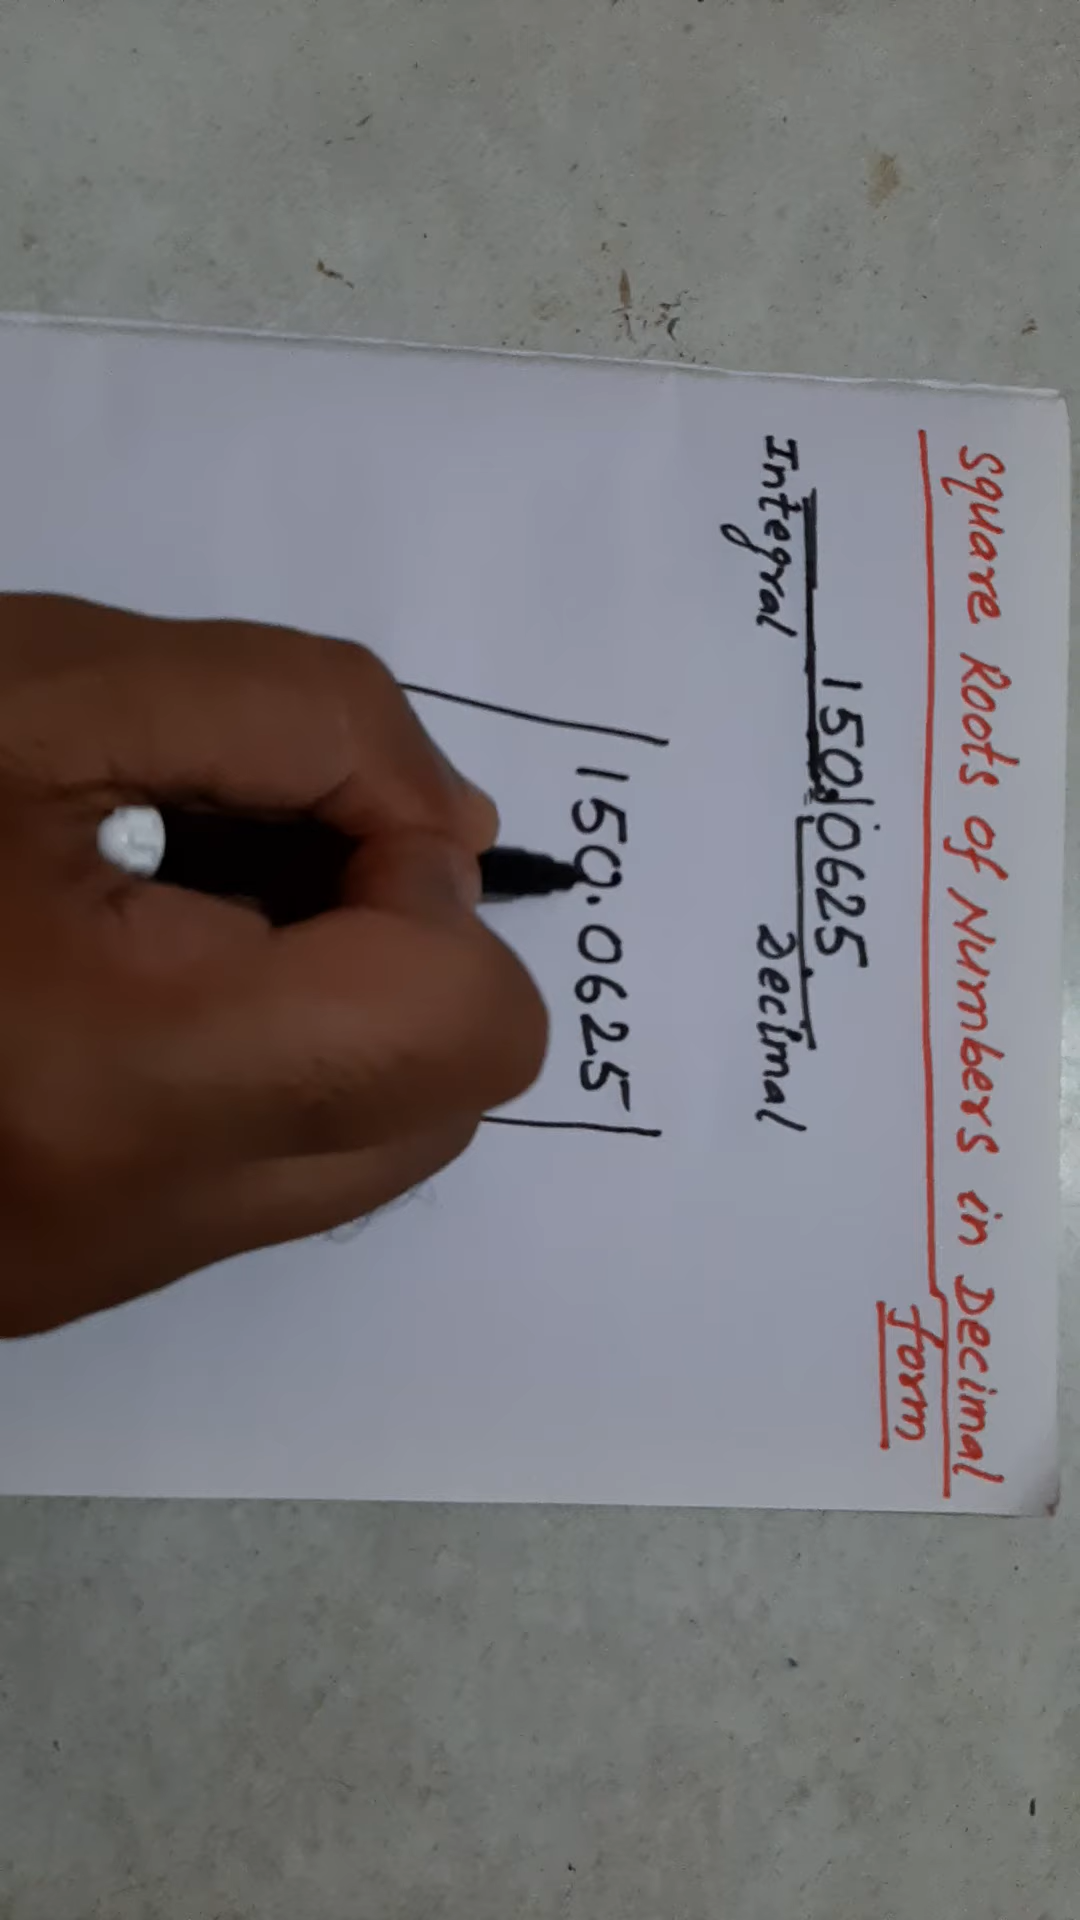 Square Roots of Numbers in Decimal
form
150.0625
Integral Decimal
150.0625